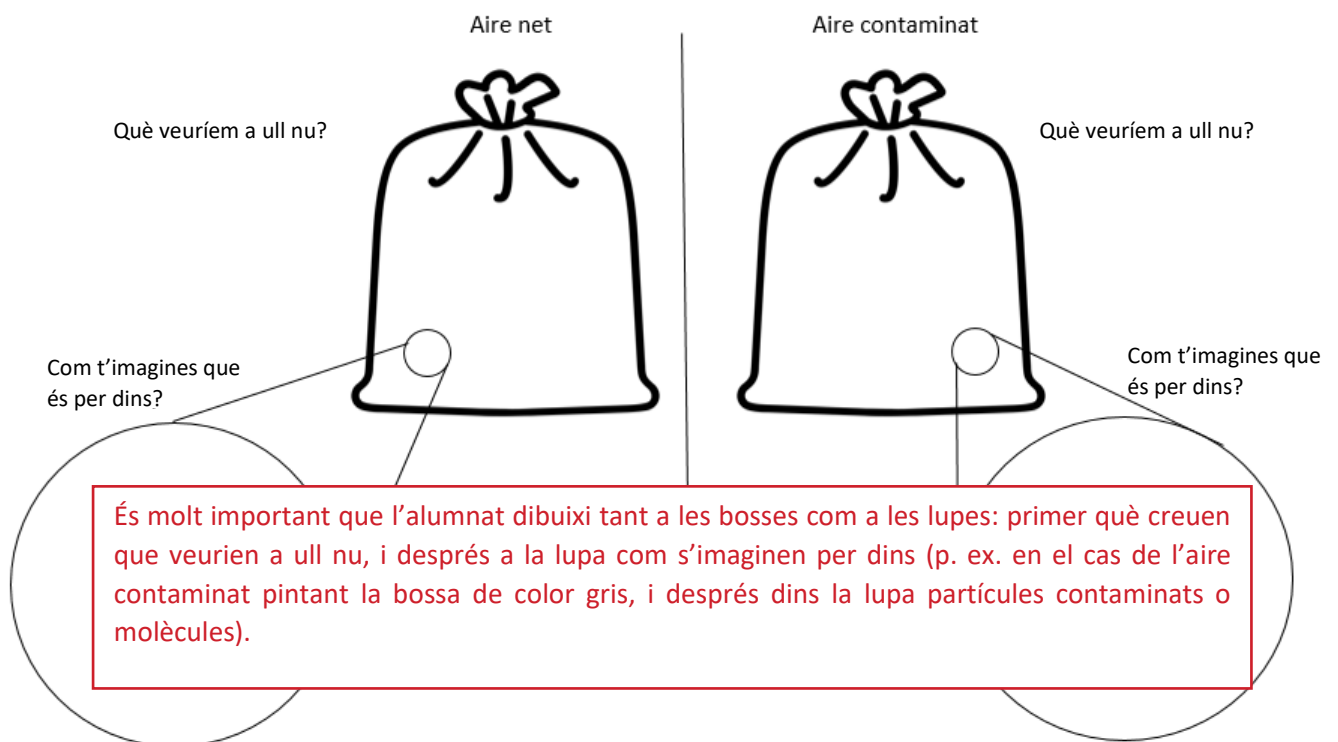 Aire net
Aire contaminat
Què veuríem a ull nu?
Què veuríem a ull nu?
Com t’imagines que
és per dins?
Com t’imagines que
és per dins?
És molt important que l’alumnat dibuixi tant a les bosses com a les lupes: primer què creuen
que veurien a ull nu, i després a la lupa com s’imaginen per dins (p. ex. en el cas de l’aire
contaminat pintant la bossa de color gris, i després dins la lupa partícules contaminats o
molècules).